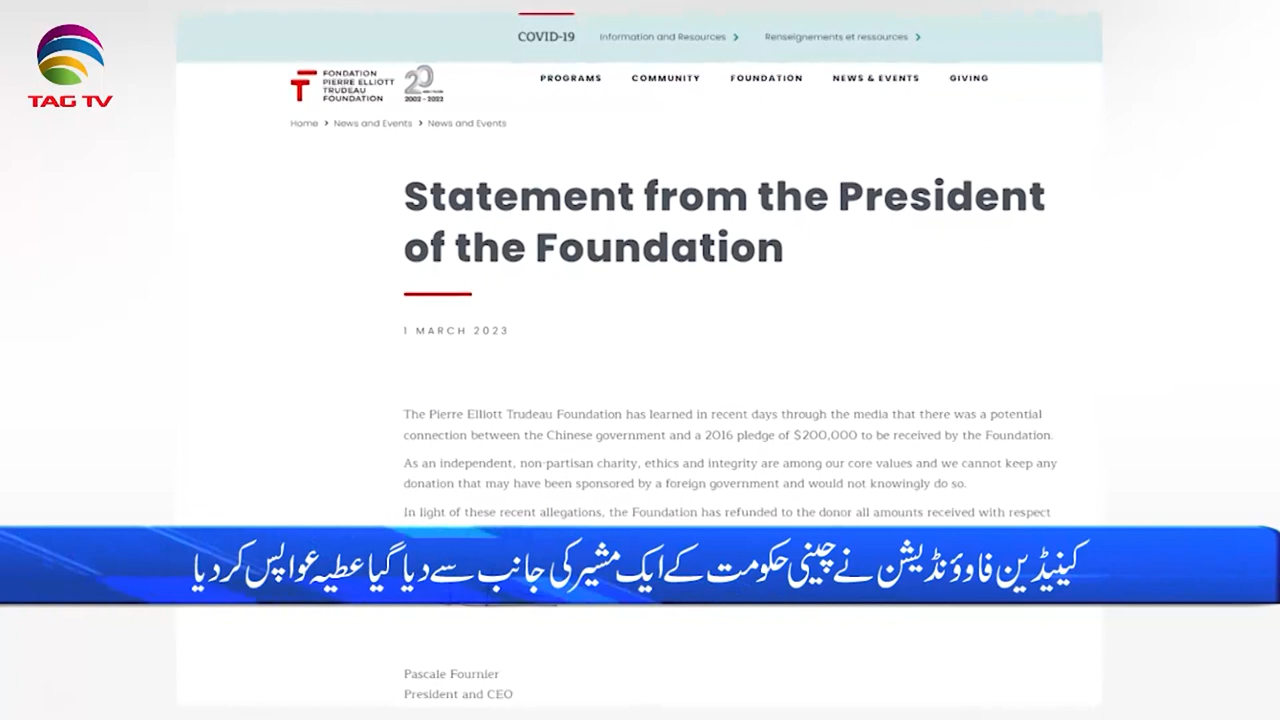 TAG TV
COVID-19 Information and Resources > Renseignements et ressources >
FONDATION
PIERRE ELLIOTT
TRUDEAU
FOUNDATION
20
2002 - 2023
PROGRAMS COMMUNITY FOUNDATION NEWS & EVENTS GIVING
Home > News and Events > News and Events
Statement from the President
of the Foundation
1 MARCH 2023
The Pierre Elliott Trudeau Foundation has learned in recent days through the media that there was a potential
connection between the Chinese government and a 2016 pledge of $200,000 to be received by the Foundation.
As an independent, non-partisan charity, ethics and integrity are among our core values and we cannot keep any
donation that may have been sponsored by a foreign government and would not knowingly do so.
In light of these recent allegations, the Foundation has refunded to the donor all amounts received with respect
کینیڈین فاوؤنڈیشن نے چینی حکومت کے ایک مشیر کی جانب سے دیا گیا عطیہ عواپس کردیا
Pascale Fournier
President and CEO